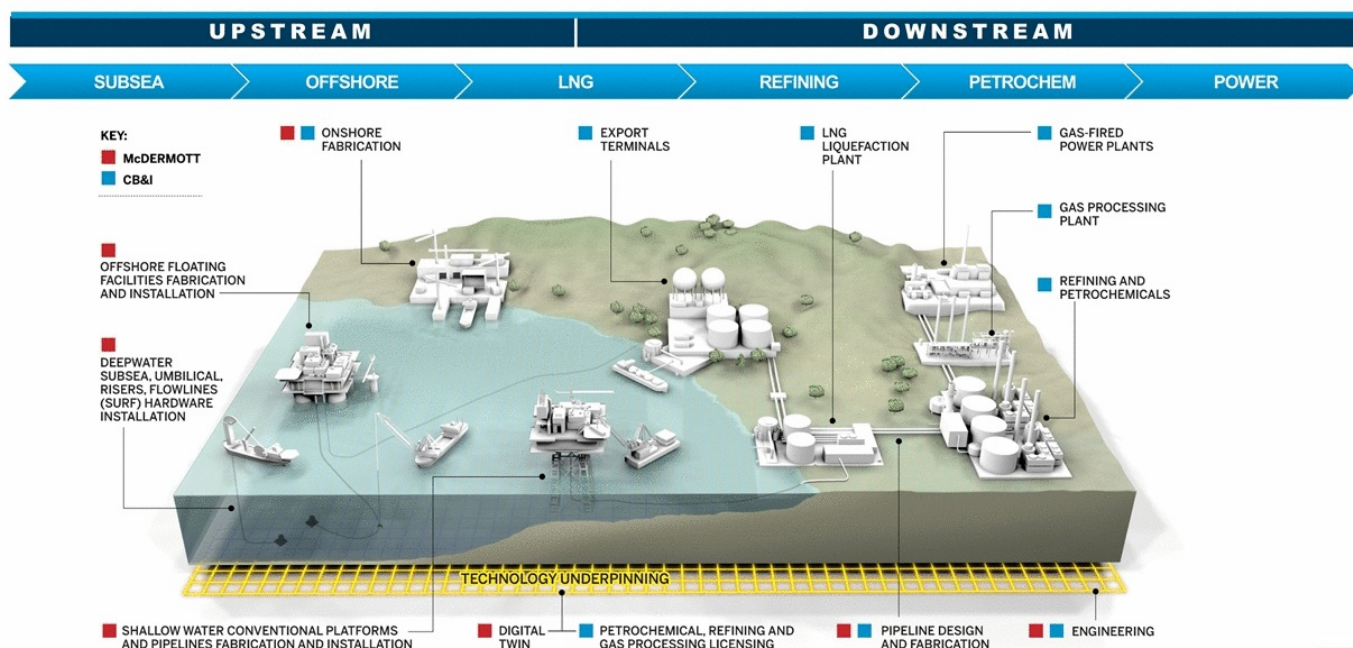 UPSTREAM
DOWNSTREAM
SUBSEA
OFFSHORE
LNG
REFINING
PETROCHEM
POWER
KEY:
McDERMOTT
CB&I
ONSHORE
FABRICATION
EXPORT
TERMINALS
LNG
LIQUEFACTION
PLANT
GAS-FIRED
POWER PLANTS
GAS PROCESSING
PLANT
REFINING AND
PETROCHEMICALS
OFFSHORE FLOATING
FACILITIES FABRICATION
AND INSTALLATION
DEEPWATER
SUBSEA, UMBILICAL,
RISERS, FLOWLINES
(SURF) HARDWARE
INSTALLATION
TECHNOLOGY UNDERPINNING
SHALLOW WATER CONVENTIONAL PLATFORMS
AND PIPELINES FABRICATION AND INSTALLATION
DIGITAL
TWIN
PETROCHEMICAL, REFINING AND
GAS PROCESSING LICENSING
PIPELINE DESIGN
AND FABRICATION
ENGINEERING